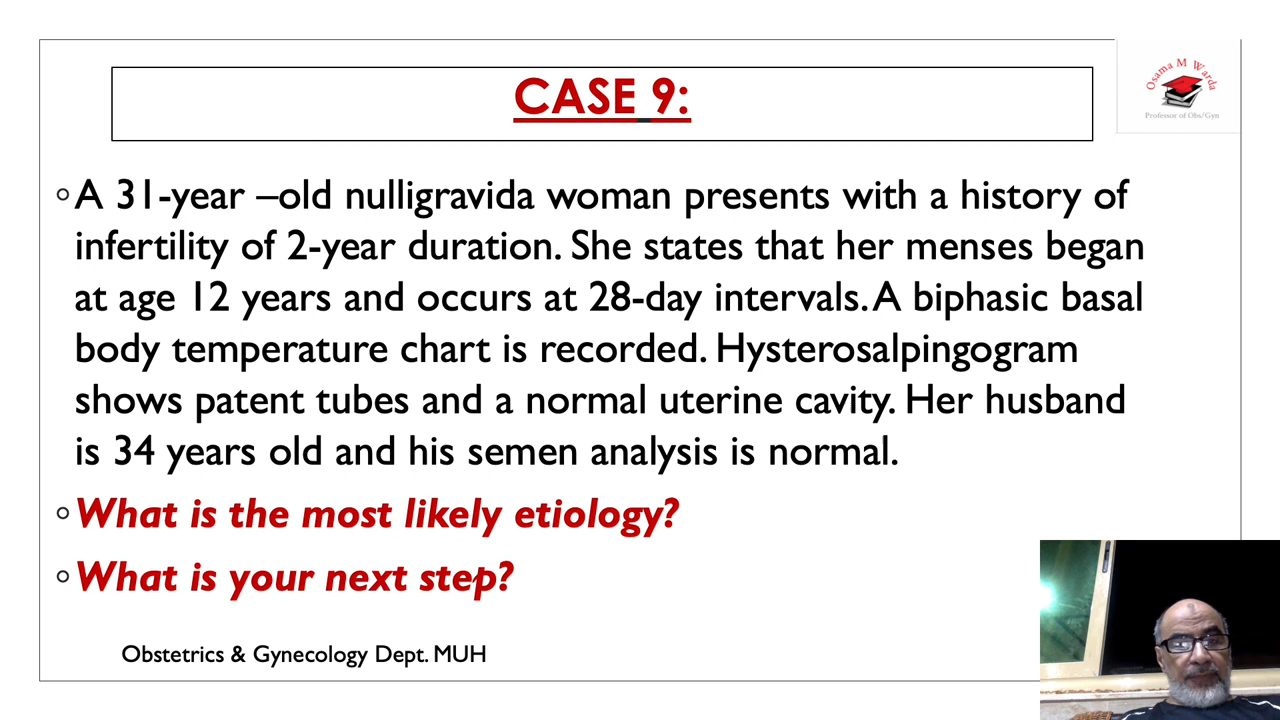 CASE 9:
Osama M Warda
Professor of Obs/Gyn
◦A 31-year –old nulligravida woman presents with a history of
infertility of 2-year duration. She states that her menses began
at age 12 years and occurs at 28-day intervals. A biphasic basal
body temperature chart is recorded. Hysterosalpingogram
shows patent tubes and a normal uterine cavity. Her husband
is 34 years old and his semen analysis is normal.
◦What is the most likely etiology?
◦What is your next step?
Obstetrics & Gynecology Dept. MUH